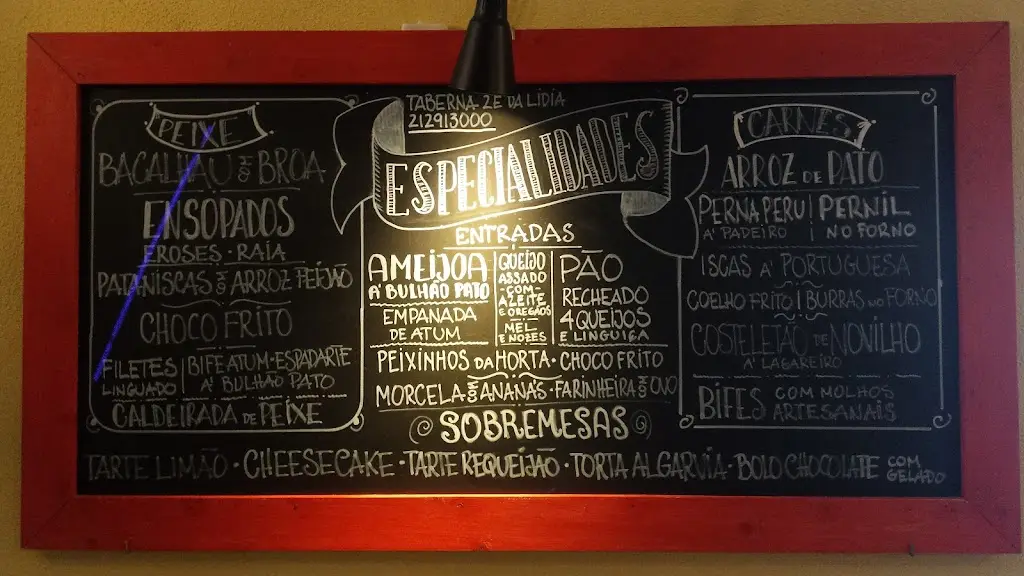 TABERNA ZE DA LÍDIA
212913000
ESPECIALIDADES
PEIXE
BACALHAU COM BROA
ENSOPADOS
EROSES · RAIA
PATANISCAS COM ARROZ FEIJÃO
CHOCO FRITO
FILETES | BIFE ATUM · ESPADARTE
LINGUADO | À BULHÃO PATO
CALDEIRADA DE PEIXE
ENTRADAS
AMEIJOA
À BULHÃO PATO
EMPANADA
DE ATUM
QUEIJO
ASSADO
-COM-
AZEITE
E OREGÃOS
MEL
E NOZES
PÃO
RECHEADO
4 QUEIJOS
E LINGUIÇA
PEIXINHOS DA HORTA · CHOCO FRITO
MORCELA COM ANANÁS · FARINHEIRA COM OVO
CARNES
ARROZ DE PATO
PERNA PERU | PERNIL
À PADEIRO | NO FORNO
ISCAS À PORTUGUESA
COELHO FRITO | BURRAS NO FORNO
COSTELETÃO DE NOVILHO
À LAGAREIRO
BIFES COM MOLHOS
ARTESANAIS
SOBREMESAS
TARTE LIMÃO · CHEESECAKE · TARTE REQUEIJÃO · TORTA ALGARVIA · BOLO CHOCOLATE COM GELADO